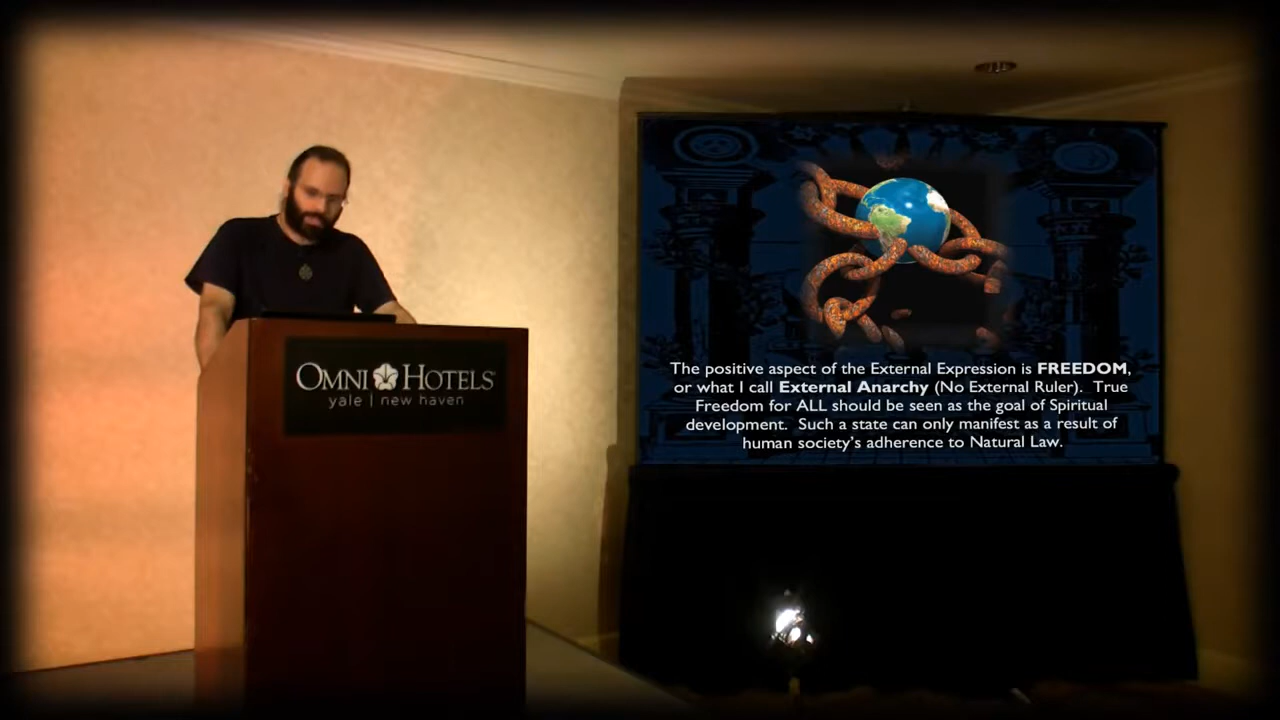 OMNI HOTELS
yale | new haven
The positive aspect of the External Expression is FREEDOM,
or what I call External Anarchy (No External Ruler).  True
Freedom for ALL should be seen as the goal of Spiritual
development.  Such a state can only manifest as a result of
human society's adherence to Natural Law.